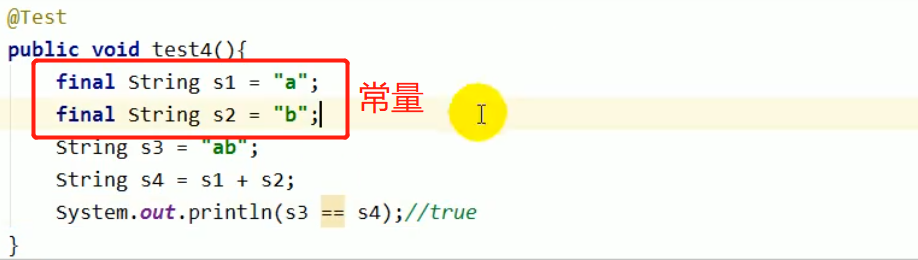 @Test
public void test4(){
final String s1 = "a";
final String s2 = "b";
常量
String s3 = "ab";
String s4 = s1 + s2;
System.out.println(s3 == s4);//true
}